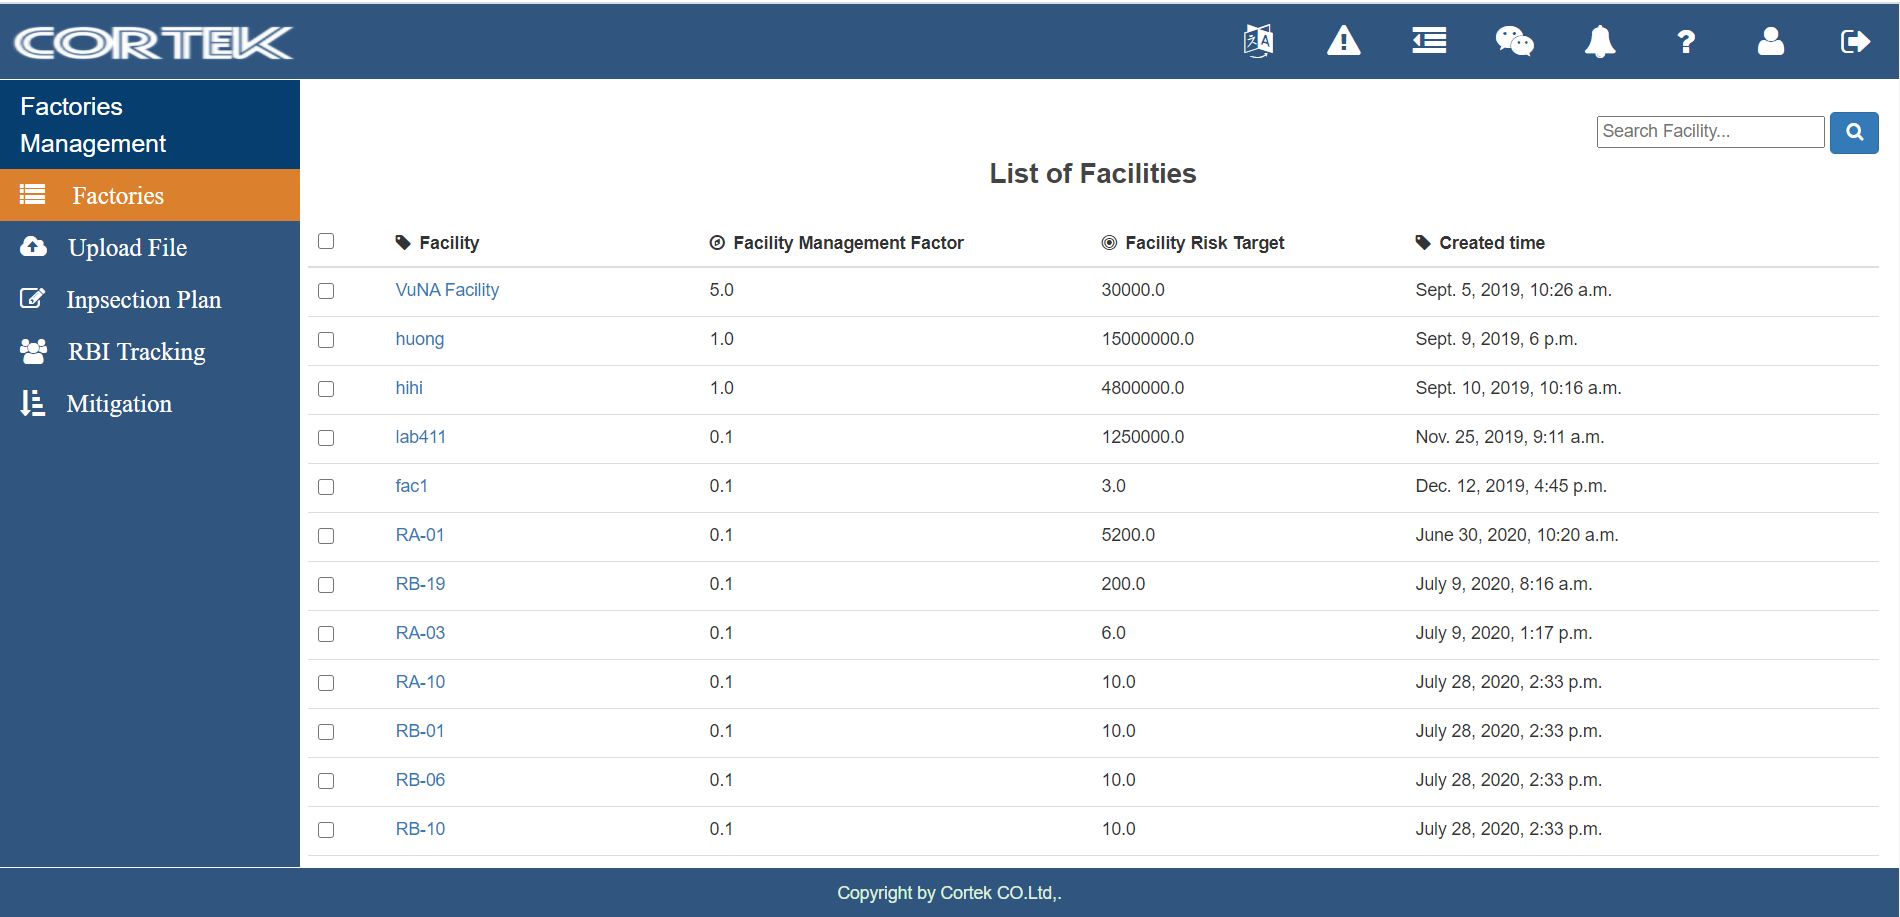 CORTEK
Factories
Management
Factories
Upload File
Inpsection Plan
RBI Tracking
Mitigation
Search Facility...
List of Facilities
Facility Facility Management Factor Facility Risk Target Created time
VuNA Facility 5.0 30000.0 Sept. 5, 2019, 10:26 a.m.
huong 1.0 15000000.0 Sept. 9, 2019, 6 p.m.
hihi 1.0 4800000.0 Sept. 10, 2019, 10:16 a.m.
lab411 0.1 1250000.0 Nov. 25, 2019, 9:11 a.m.
fac1 0.1 3.0 Dec. 12, 2019, 4:45 p.m.
RA-01 0.1 5200.0 June 30, 2020, 10:20 a.m.
RB-19 0.1 200.0 July 9, 2020, 8:16 a.m.
RA-03 0.1 6.0 July 9, 2020, 1:17 p.m.
RA-10 0.1 10.0 July 28, 2020, 2:33 p.m.
RB-01 0.1 10.0 July 28, 2020, 2:33 p.m.
RB-06 0.1 10.0 July 28, 2020, 2:33 p.m.
RB-10 0.1 10.0 July 28, 2020, 2:33 p.m.
Copyright by Cortek CO.Ltd,.